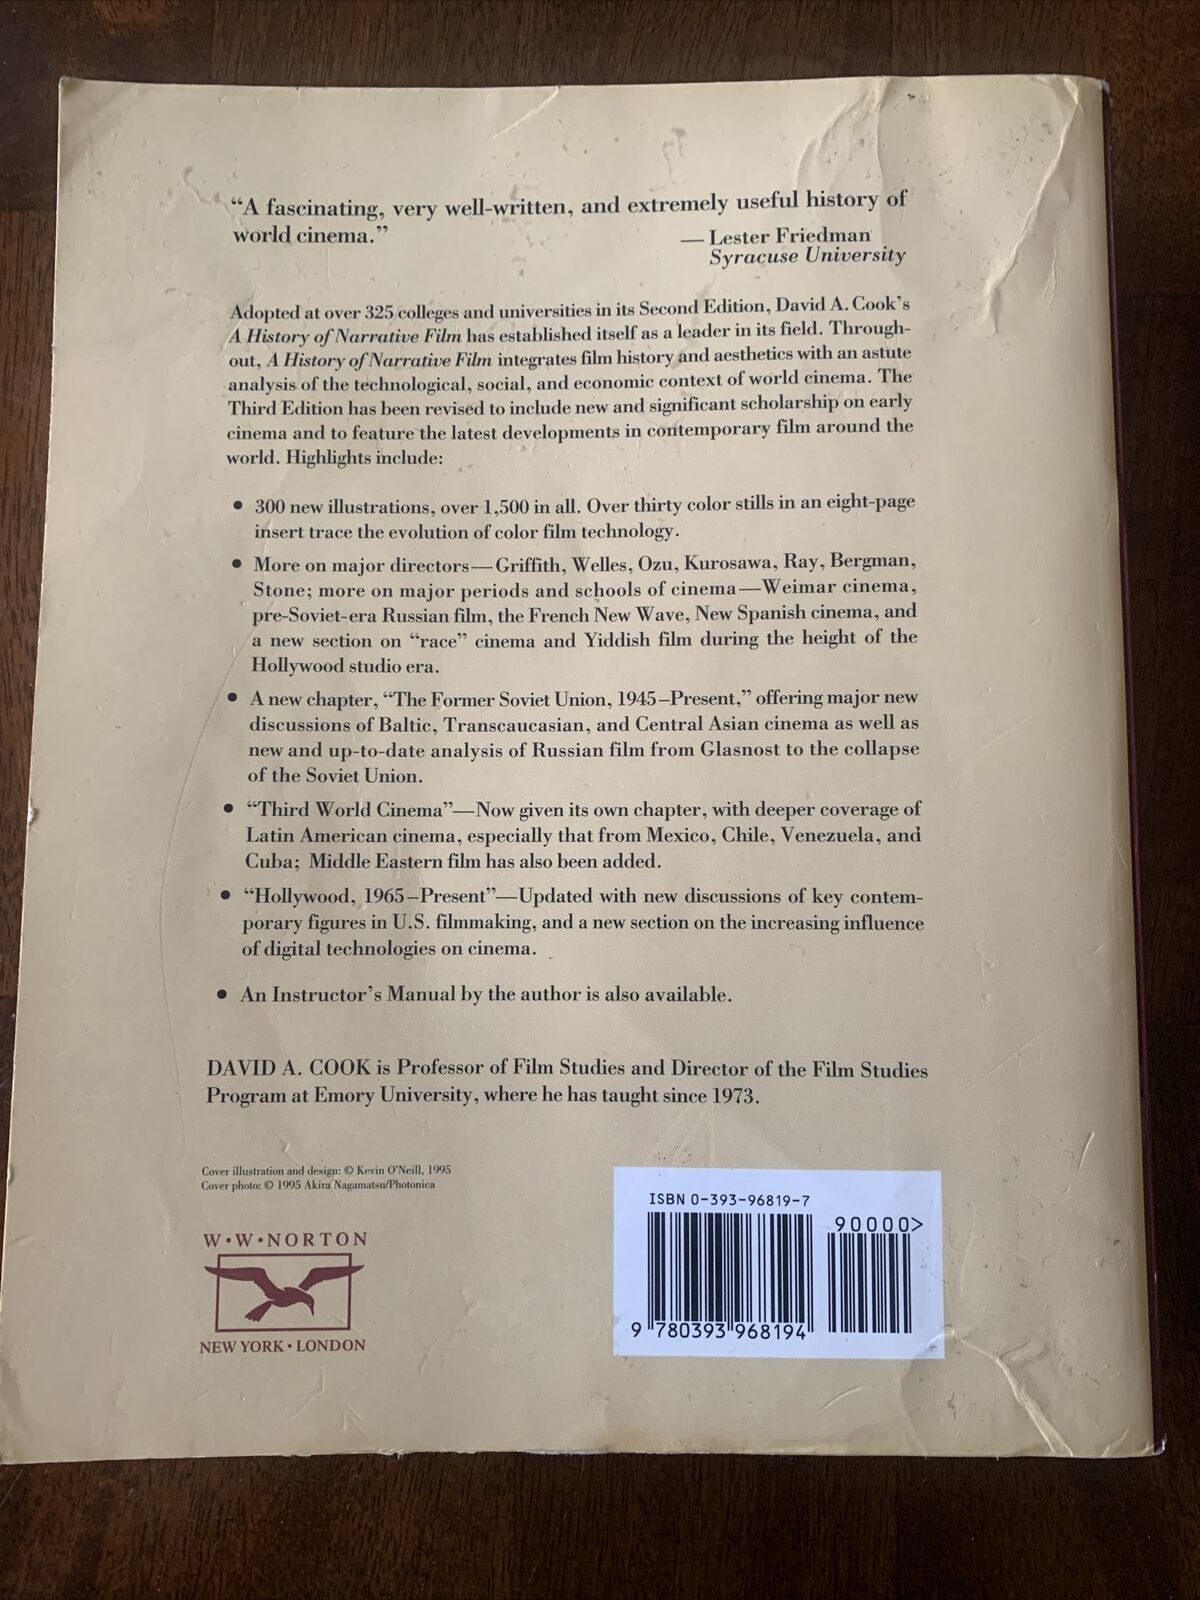 “A fascinating, very well-written, and extremely useful history of
world cinema.”
— Lester Friedman
Syracuse University
Adopted at over 325 colleges and universities in its Second Edition, David A. Cook’s
A History of Narrative Film has established itself as a leader in its field. Through-
out, A History of Narrative Film integrates film history and aesthetics with an astute
analysis of the technological, social, and economic context of world cinema. The
Third Edition has been revised to include new and significant scholarship on early
cinema and to feature the latest developments in contemporary film around the
world. Highlights include:
• 300 new illustrations, over 1,500 in all. Over thirty color stills in an eight-page
insert trace the evolution of color film technology.
• More on major directors—Griffith, Welles, Ozu, Kurosawa, Ray, Bergman,
Stone; more on major periods and schools of cinema—Weimar cinema,
pre-Soviet-era Russian film, the French New Wave, New Spanish cinema, and
a new section on “race” cinema and Yiddish film during the height of the
Hollywood studio era.
• A new chapter, “The Former Soviet Union, 1945–Present,” offering major new
discussions of Baltic, Transcaucasian, and Central Asian cinema as well as
new and up-to-date analysis of Russian film from Glasnost to the collapse
of the Soviet Union.
• “Third World Cinema”—Now given its own chapter, with deeper coverage of
Latin American cinema, especially that from Mexico, Chile, Venezuela, and
Cuba; Middle Eastern film has also been added.
• “Hollywood, 1965–Present”—Updated with new discussions of key contem-
porary figures in U.S. filmmaking, and a new section on the increasing influence
of digital technologies on cinema.
• An Instructor’s Manual by the author is also available.
DAVID A. COOK is Professor of Film Studies and Director of the Film Studies
Program at Emory University, where he has taught since 1973.
Cover illustration and design: © Kevin O’Neill, 1995
Cover photo: © 1995 Akira Nagamatsu/Photonica
W•W•NORTON
NEW YORK • LONDON
ISBN 0-393-96819-7
90000>
9 780393 968194